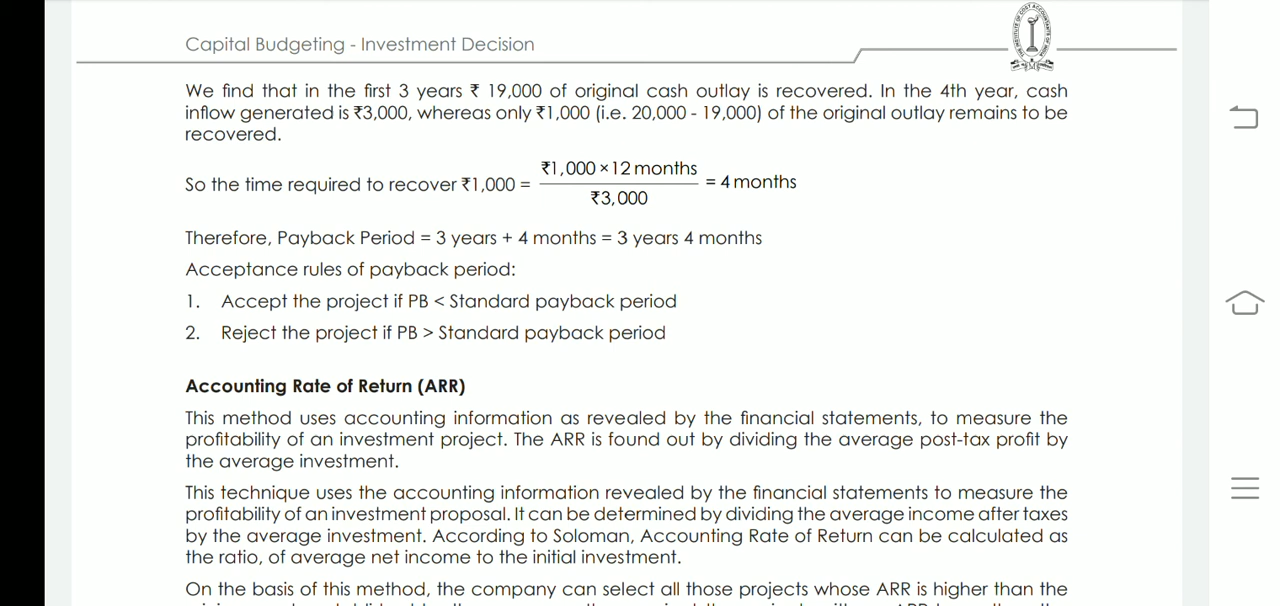 Capital Budgeting - Investment Decision
We find that in the first 3 years ₹ 19,000 of original cash outlay is recovered. In the 4th year, cash
inflow generated is ₹3,000, whereas only ₹1,000 (i.e. 20,000 - 19,000) of the original outlay remains to be
recovered.
₹1,000 × 12 months
So the time required to recover ₹1,000 = = 4 months
₹3,000
Therefore, Payback Period = 3 years + 4 months = 3 years 4 months
Acceptance rules of payback period:
1. Accept the project if PB < Standard payback period
2. Reject the project if PB > Standard payback period
Accounting Rate of Return (ARR)
This method uses accounting information as revealed by the financial statements, to measure the
profitability of an investment project. The ARR is found out by dividing the average post-tax profit by
the average investment.
This technique uses the accounting information revealed by the financial statements to measure the
profitability of an investment proposal. It can be determined by dividing the average income after taxes
by the average investment. According to Soloman, Accounting Rate of Return can be calculated as
the ratio, of average net income to the initial investment.
On the basis of this method, the company can select all those projects whose ARR is higher than the